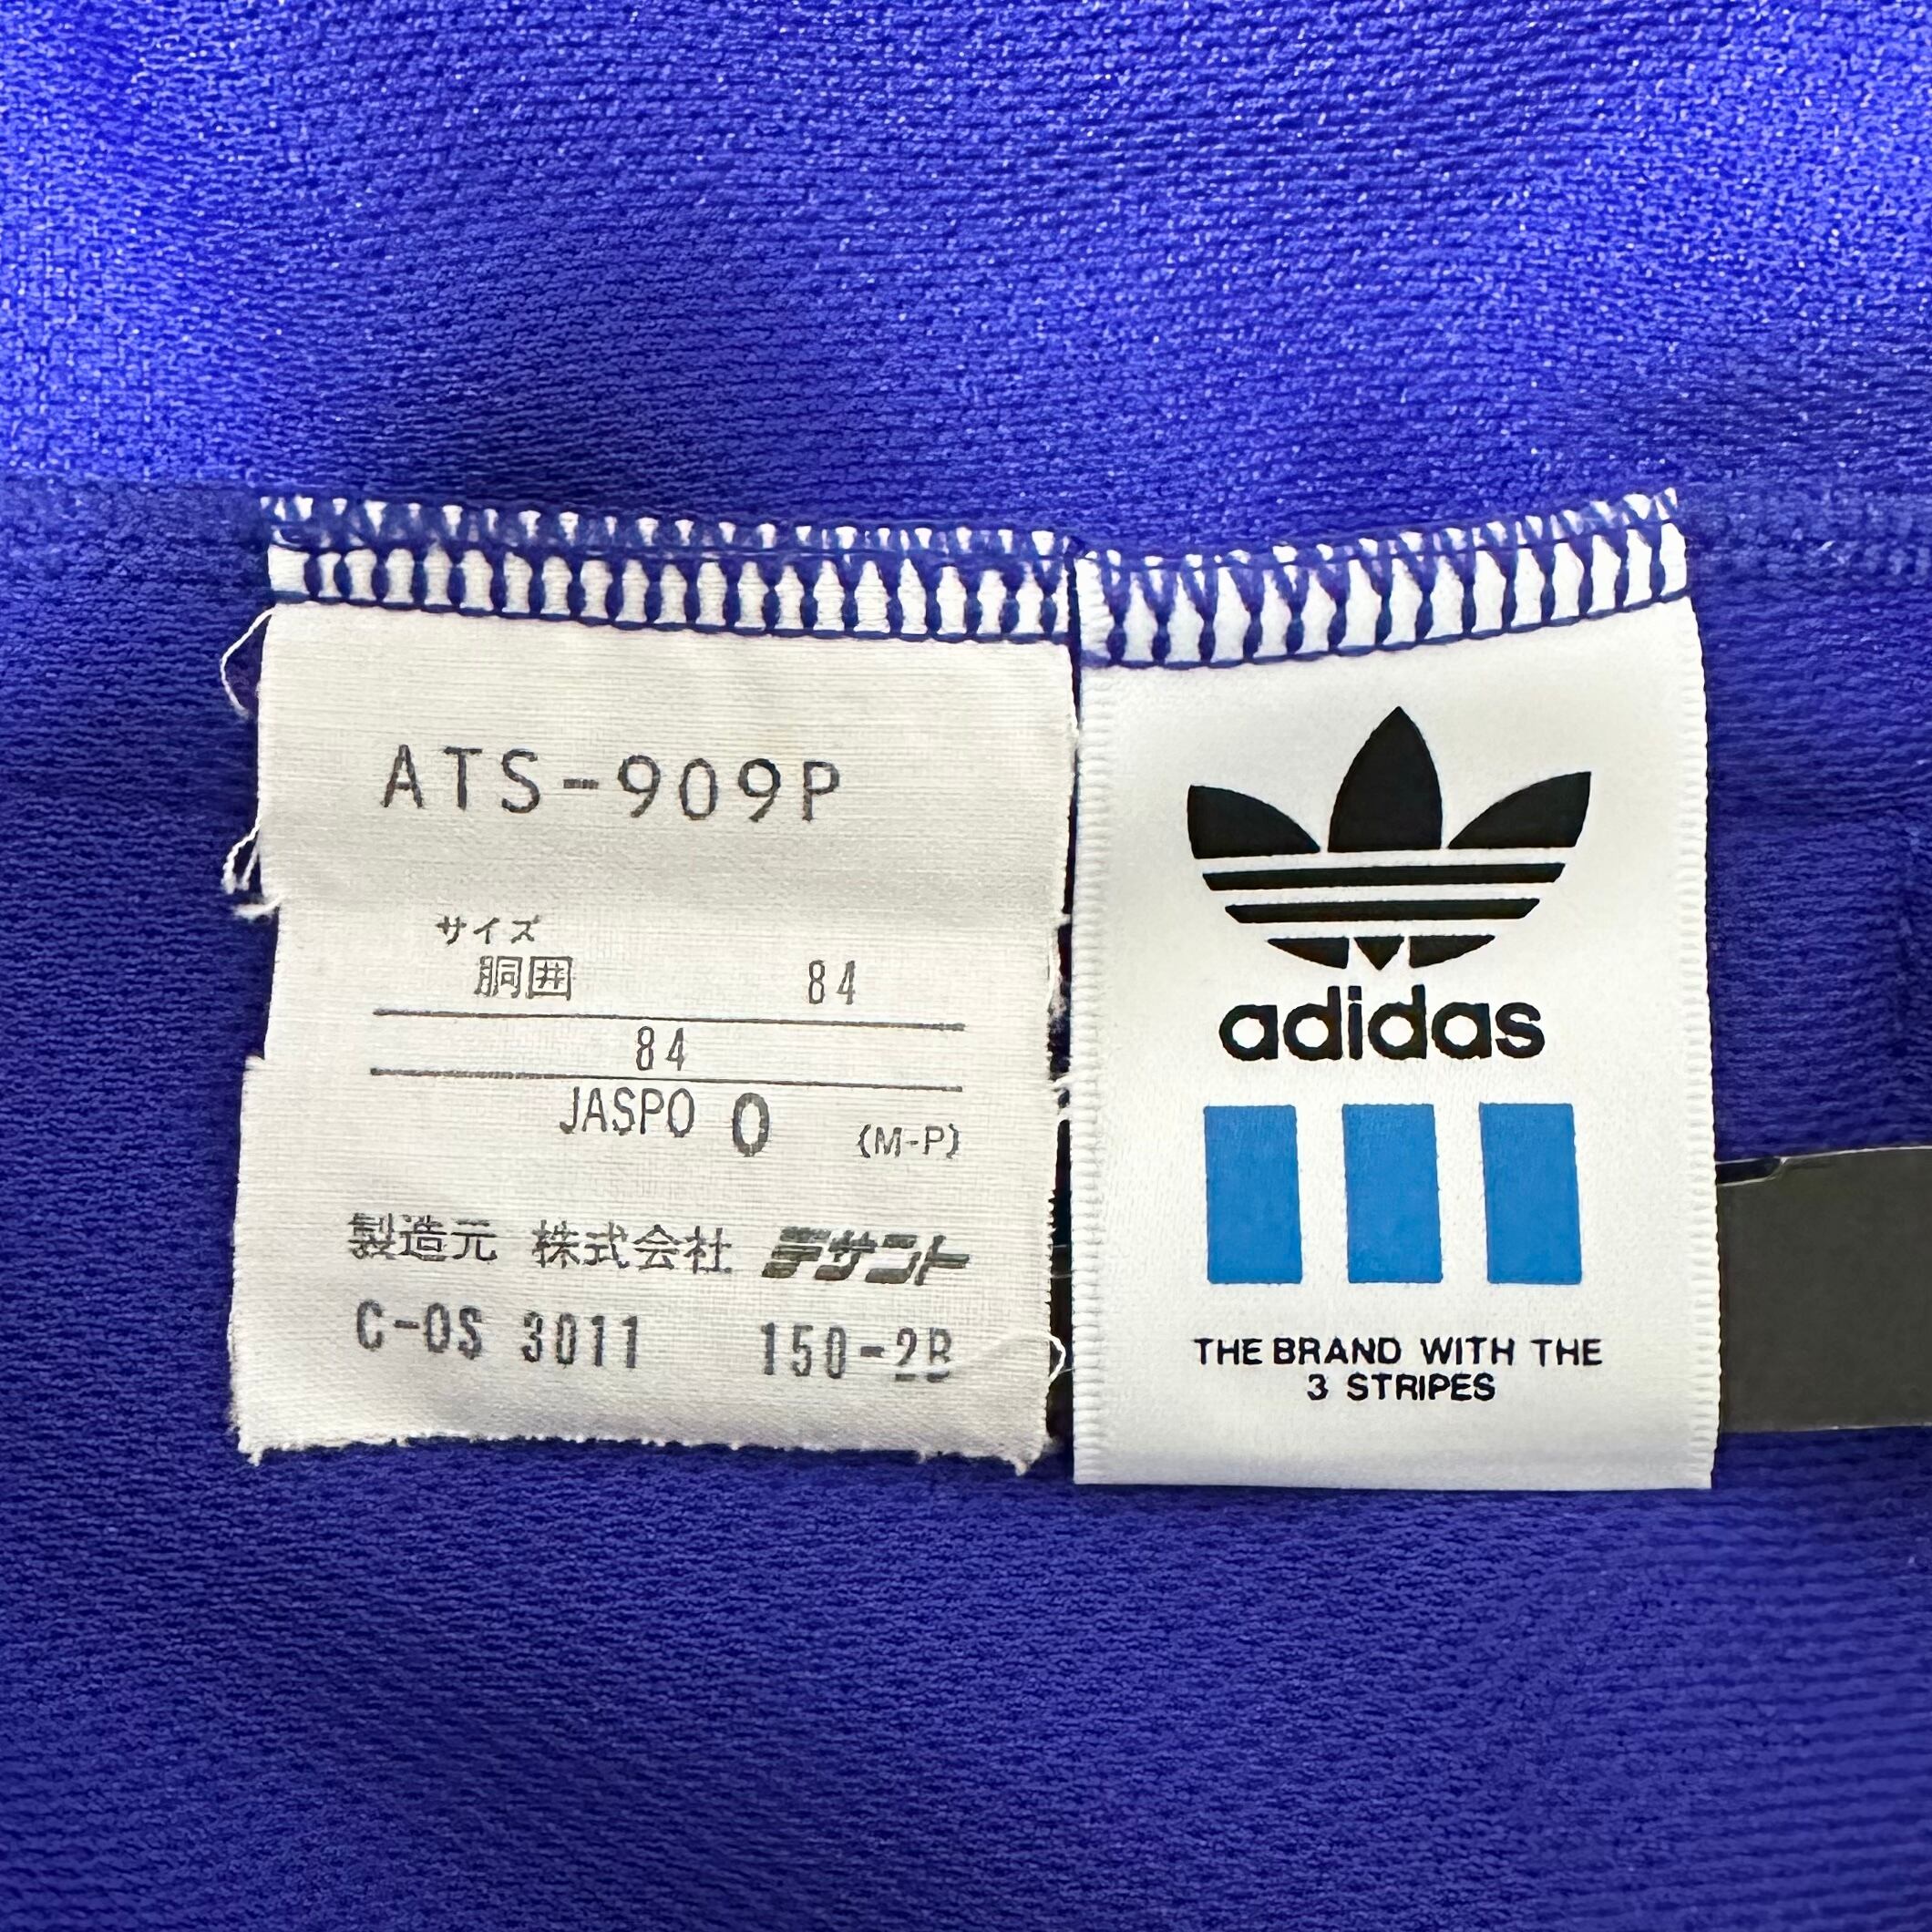 ATS-909P
サイズ
胴囲 84
84
JASPO O (M-P)
製造元 株式会社 デサント
C-OS 3011 150-2B
adidas
THE BRAND WITH THE
3 STRIPES